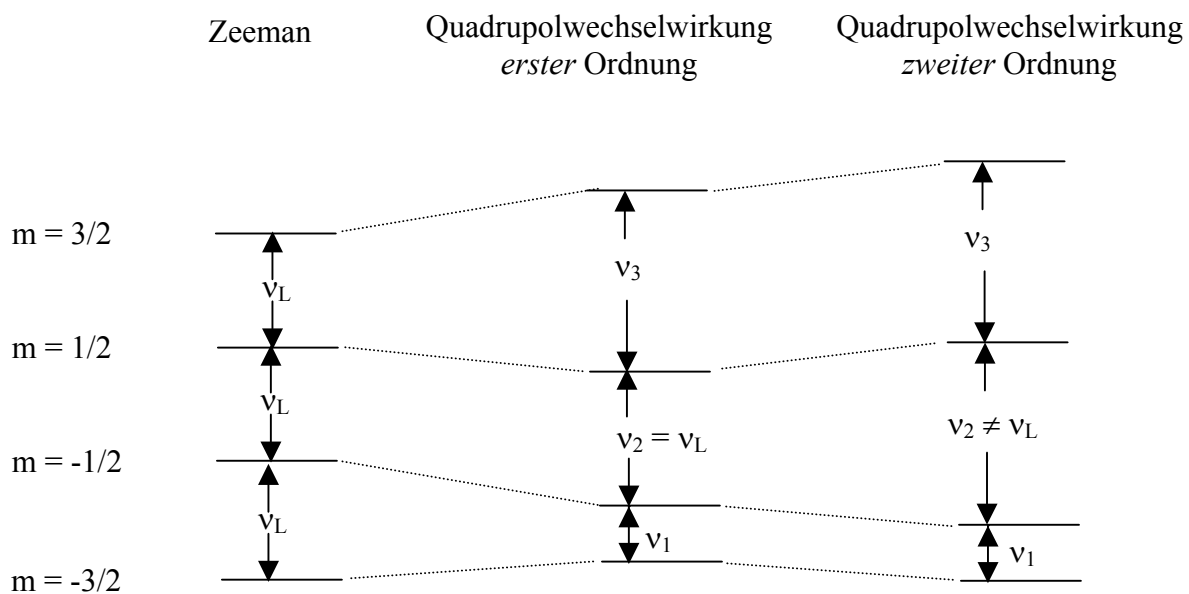 Zeeman
Quadrupolwechselwirkung
erster Ordnung
Quadrupolwechselwirkung
zweiter Ordnung
m = 3/2
m = 1/2
m = -1/2
m = -3/2
νL
νL
νL
ν3
ν2 = νL
ν1
ν3
ν2 ≠ νL
ν1